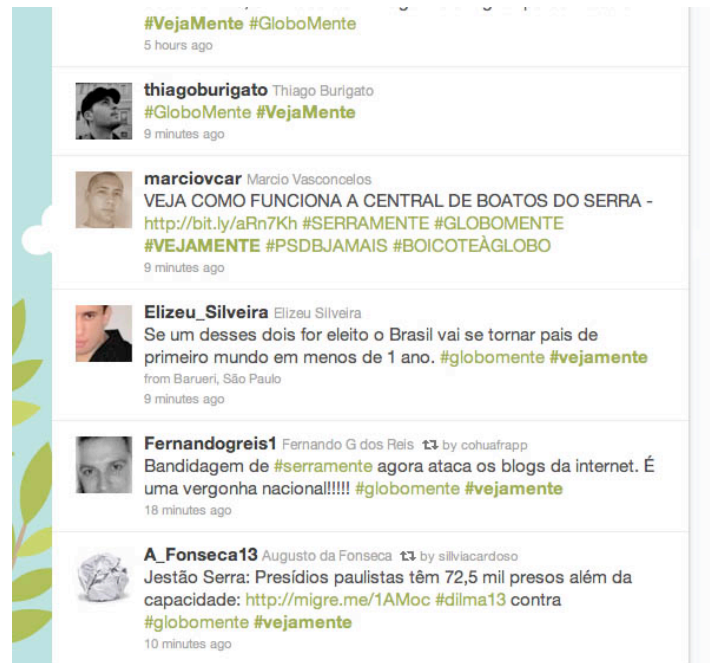 #VejaMente #GloboMente
5 hours ago
thiagoburigato Thiago Burigato
#GloboMente #VejaMente
9 minutes ago
marciovcar Marcio Vasconcelos
VEJA COMO FUNCIONA A CENTRAL DE BOATOS DO SERRA -
http://bit.ly/aRn7Kh #SERRAMENTE #GLOBOMENTE
#VEJAMENTE #PSDBJAMAIS #BOICOTEÀGLOBO
9 minutes ago
Elizeu_Silveira Elizeu Silveira
Se um desses dois for eleito o Brasil vai se tornar pais de
primeiro mundo em menos de 1 ano. #globomente #vejamente
from Barueri, São Paulo
9 minutes ago
Fernandogreis1 Fernando G dos Reis by cohuafrapp
Bandidagem de #serramente agora ataca os blogs da internet. É
uma vergonha nacional!!!!! #globomente #vejamente
18 minutes ago
A_Fonseca13 Augusto da Fonseca by sillviacardoso
Jestão Serra: Presídios paulistas têm 72,5 mil presos além da
capacidade: http://migre.me/1AMoc #dilma13 contra
#globomente #vejamente
10 minutes ago